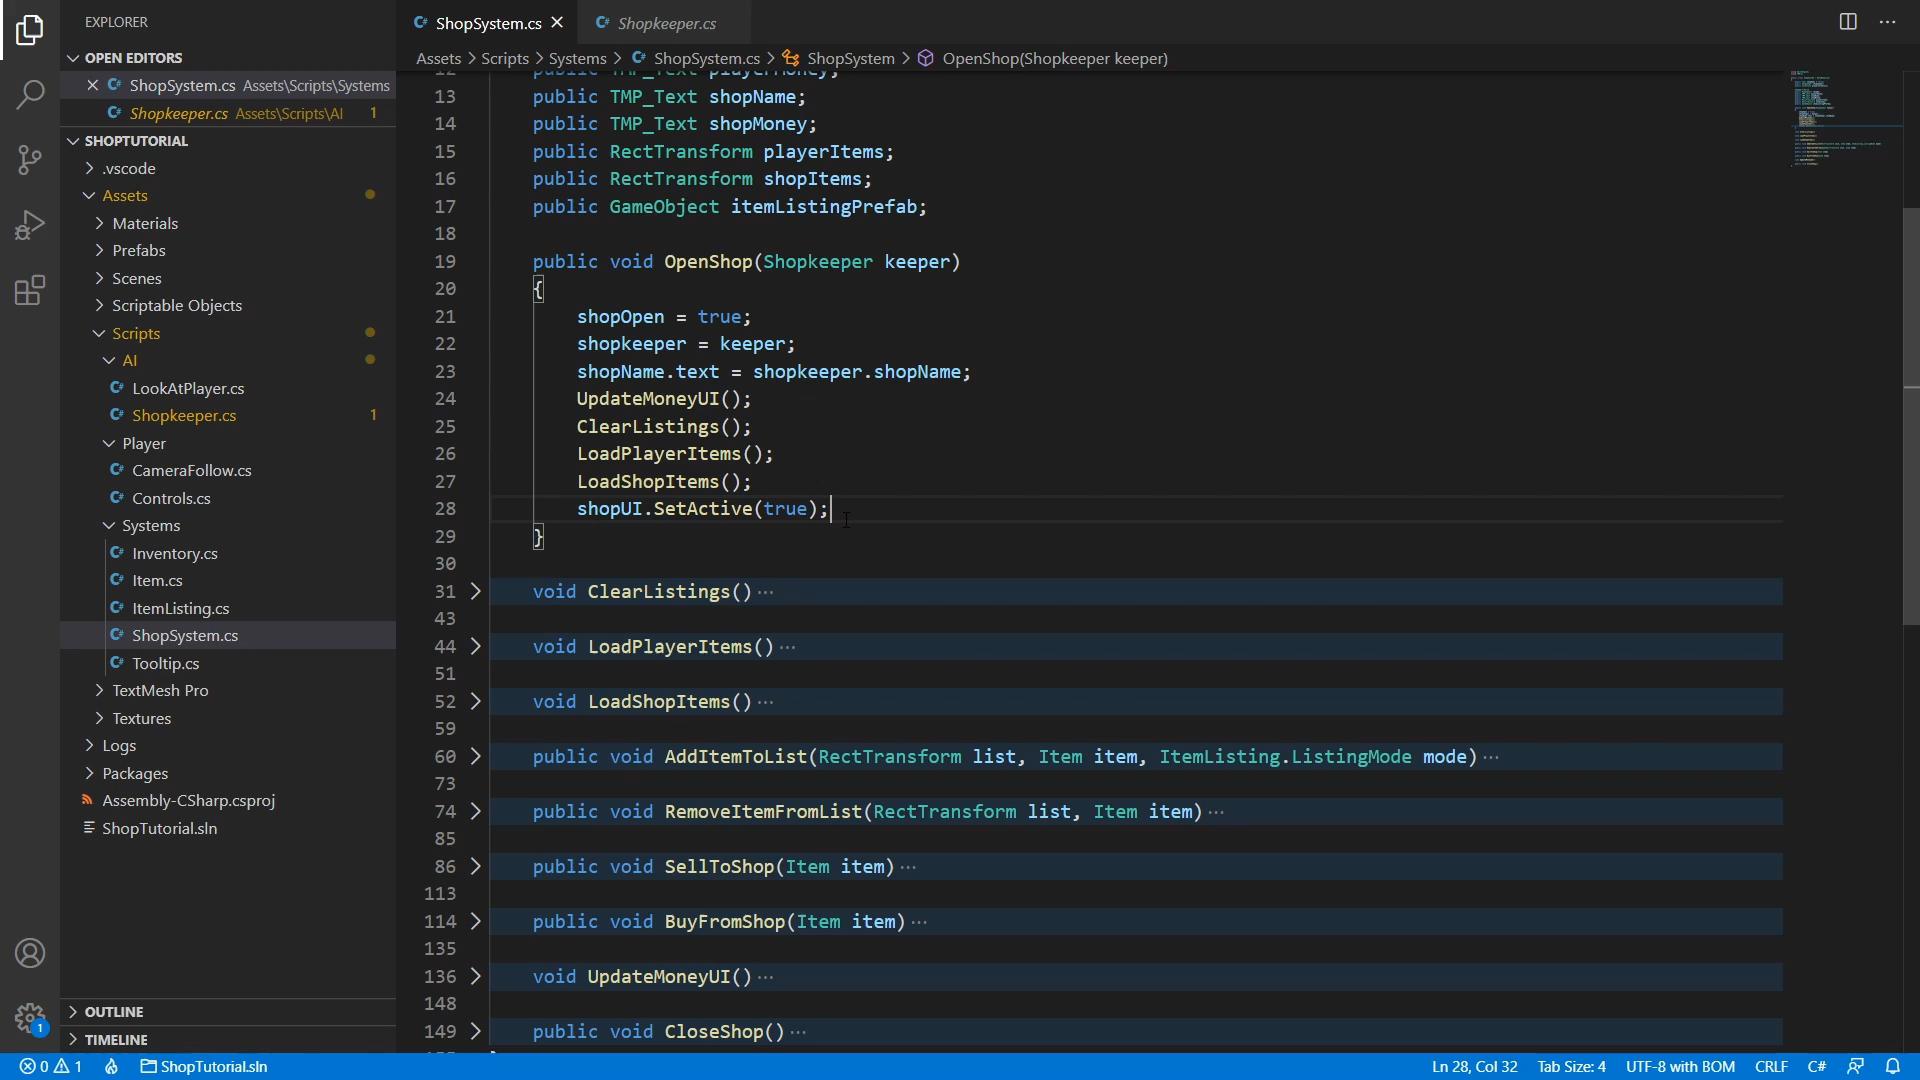 EXPLORER
OPEN EDITORS
ShopSystem.cs Assets\Scripts\Systems
Shopkeeper.cs Assets\Scripts\AI 1
SHOPTUTORIAL
.vscode
Assets
Materials
Prefabs
Scenes
Scriptable Objects
Scripts
AI
LookAtPlayer.cs
Shopkeeper.cs 1
Player
CameraFollow.cs
Controls.cs
Systems
Inventory.cs
Item.cs
ItemListing.cs
ShopSystem.cs
Tooltip.cs
TextMesh Pro
Textures
Logs
Packages
Assembly-CSharp.csproj
ShopTutorial.sln
OUTLINE
TIMELINE
1
ShopSystem.cs Shopkeeper.cs
Assets > Scripts > Systems > ShopSystem.cs > ShopSystem > OpenShop(Shopkeeper keeper)
12 public TMP_Text playerMoney;
13 public TMP_Text shopName;
14 public TMP_Text shopMoney;
15 public RectTransform playerItems;
16 public RectTransform shopItems;
17 public GameObject itemListingPrefab;
18
19 public void OpenShop(Shopkeeper keeper)
20 {
21 shopOpen = true;
22 shopkeeper = keeper;
23 shopName.text = shopkeeper.shopName;
24 UpdateMoneyUI();
25 ClearListings();
26 LoadPlayerItems();
27 LoadShopItems();
28 shopUI.SetActive(true);
29 }
30
31 void ClearListings()···
43
44 void LoadPlayerItems()···
51
52 void LoadShopItems()···
59
60 public void AddItemToList(RectTransform list, Item item, ItemListing.ListingMode mode)···
73
74 public void RemoveItemFromList(RectTransform list, Item item)···
85
86 public void SellToShop(Item item)···
113
114 public void BuyFromShop(Item item)···
135
136 void UpdateMoneyUI()···
148
149 public void CloseShop()···
0 1 ShopTutorial.sln Ln 28, Col 32 Tab Size: 4 UTF-8 with BOM CRLF C#